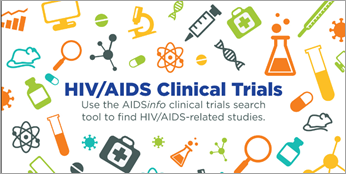 HIV/AIDS Clinical Trials
Use the AIDSinfo clinical trials search
tool to find HIV/AIDS-related studies.